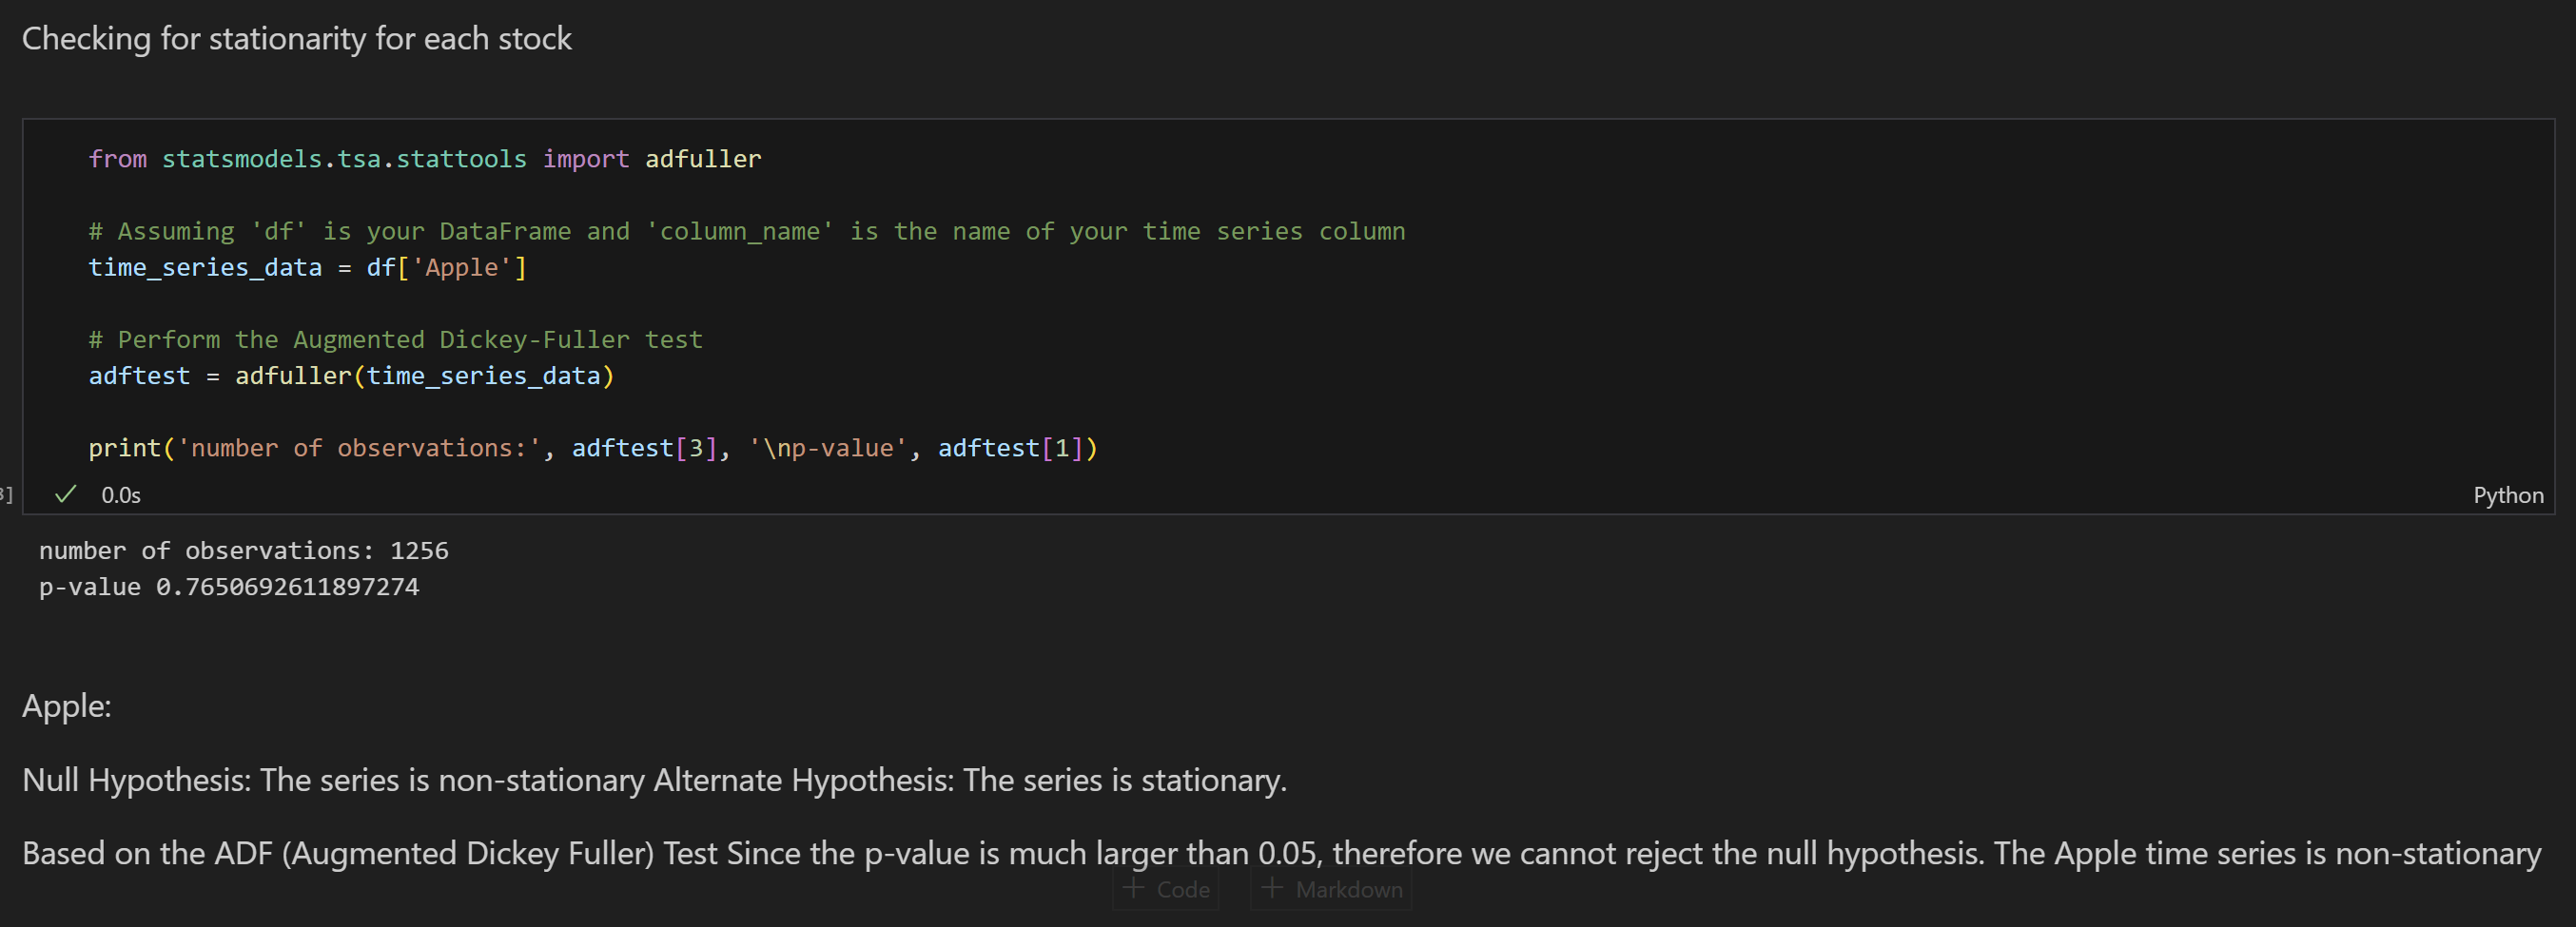 Checking for stationarity for each stock
from statsmodels.tsa.stattools import adfuller
# Assuming 'df' is your DataFrame and 'column_name' is the name of your time series column
time_series_data = df['Apple']
# Perform the Augmented Dickey-Fuller test
adftest = adfuller(time_series_data)
print('number of observations:', adftest[3], '\np-value', adftest[1])
0.0s
Python
number of observations: 1256
p-value 0.7650692611897274
Apple:
Null Hypothesis: The series is non-stationary Alternate Hypothesis: The series is stationary.
Based on the ADF (Augmented Dickey Fuller) Test Since the p-value is much larger than 0.05, therefore we cannot reject the null hypothesis. The Apple time series is non-stationary
+ Code + Markdown